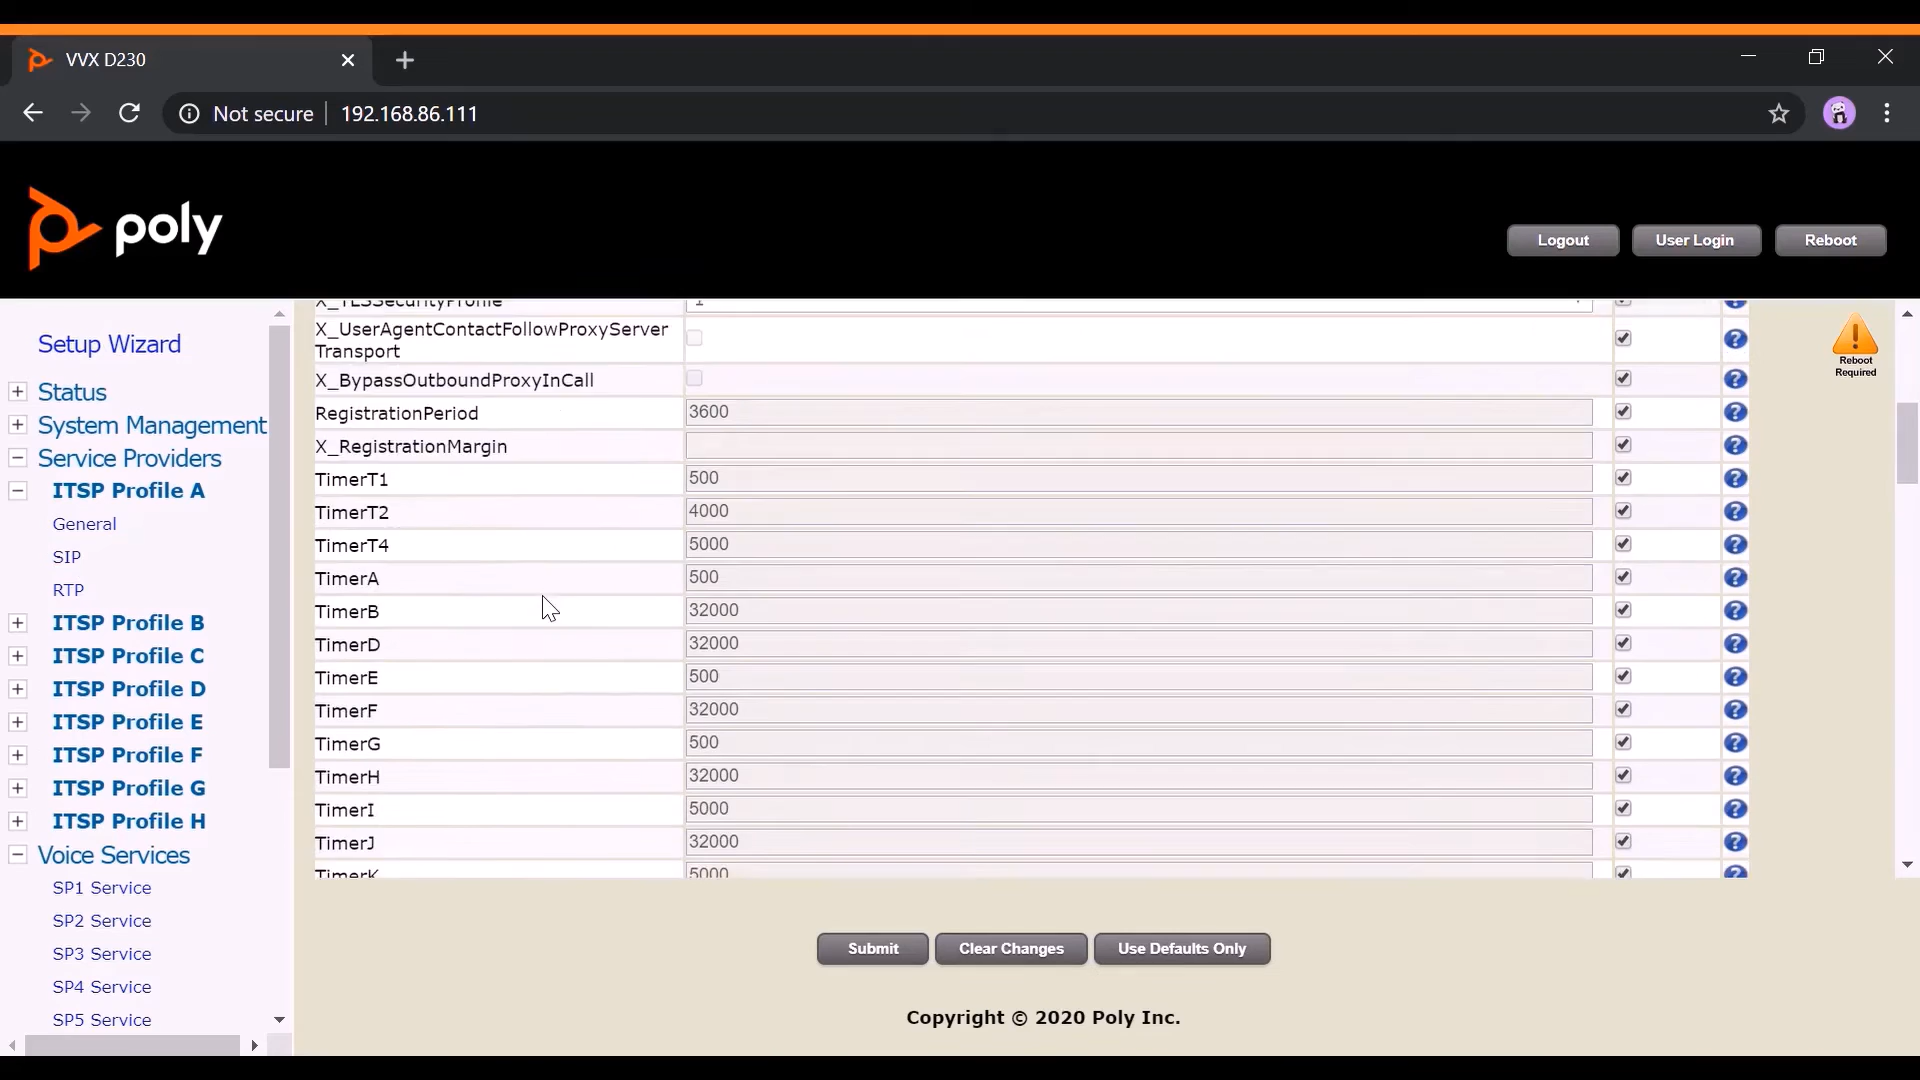 VVX D230
Not secure
192.168.86.111
poly
Logout
User Login
Reboot
Setup Wizard
Status
System Management
Service Providers
ITSP Profile A
General
SIP
RTP
ITSP Profile B
ITSP Profile C
ITSP Profile D
ITSP Profile E
ITSP Profile F
ITSP Profile G
ITSP Profile H
Voice Services
SP1 Service
SP2 Service
SP3 Service
SP4 Service
SP5 Service
X_TLSSecurityProfile 1
X_UserAgentContactFollowProxyServer
Transport
X_BypassOutboundProxyInCall
RegistrationPeriod 3600
X_RegistrationMargin
TimerT1 500
TimerT2 4000
TimerT4 5000
TimerA 500
TimerB 32000
TimerD 32000
TimerE 500
TimerF 32000
TimerG 500
TimerH 32000
TimerI 5000
TimerJ 32000
TimerK 5000
Reboot
Required
Submit
Clear Changes
Use Defaults Only
Copyright © 2020 Poly Inc.